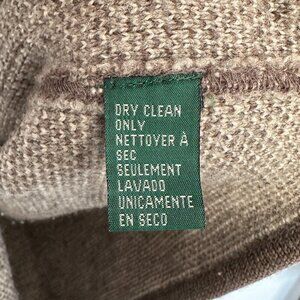 DRY CLEAN
ONLY
NETTOYER À
SEC
SEULEMENT
LAVADO
UNICAMENTE
EN SECO